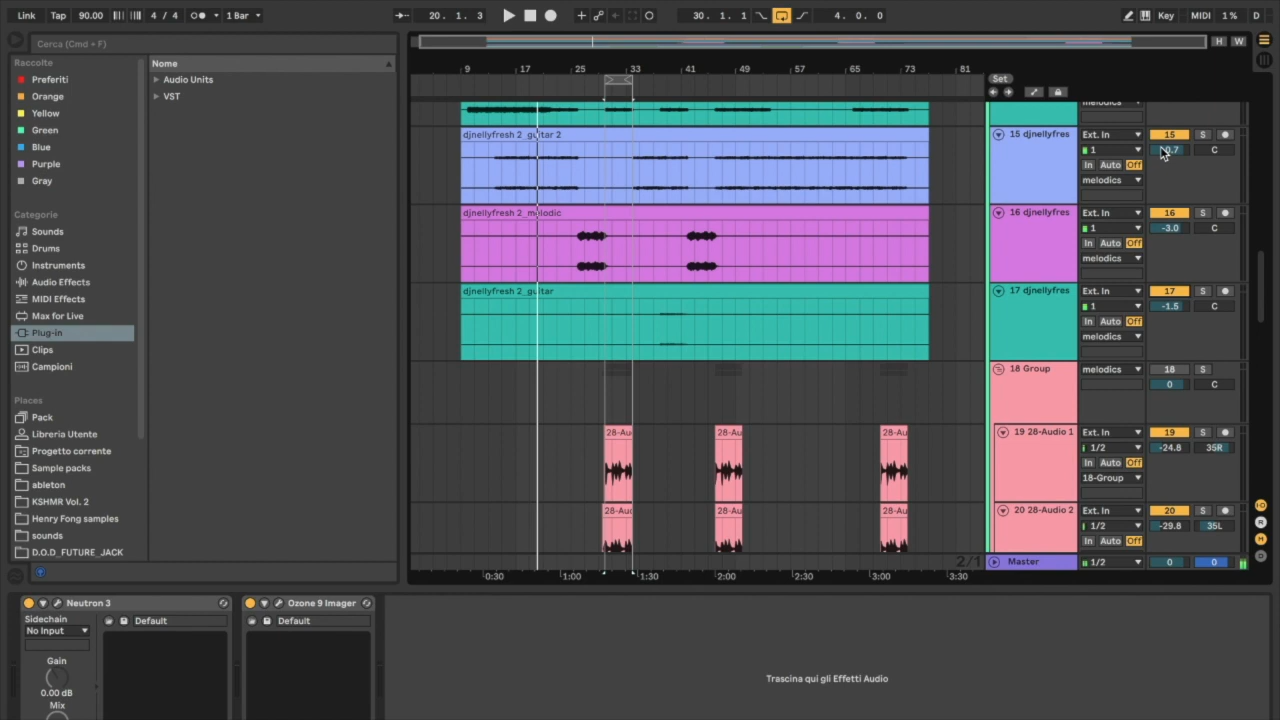 Link Tap 90.00 4 / 4 1 Bar 20. 1. 3 30. 1. 1 4. 0. 0 Key MIDI 1 % D
Cerca (Cmd + F)
H W
Raccolte
Preferiti
Orange
Yellow
Green
Blue
Purple
Gray
Categorie
Sounds
Drums
Instruments
Audio Effects
MIDI Effects
Max for Live
Plug-in
Clips
Campioni
Places
Pack
Libreria Utente
Progetto corrente
Sample packs
ableton
KSHMR Vol. 2
Henry Fong samples
sounds
D.O.D_FUTURE_JACK
Nome
Audio Units
VST
9 17 25 33 41 49 57 65 73 81
Set
melodics
djnellyfresh 2_guitar 2
15 djnellyfres Ext. In 15 S
1 C
In Auto Off
melodics
djnellyfresh 2_melodic
16 djnellyfres Ext. In 16 S
1 -3.0 C
In Auto Off
melodics
djnellyfresh 2_guitar
17 djnellyfres Ext. In 17 S
1 -1.5 C
In Auto Off
melodics
18 Group melodics 18 S
0 C
28-Au 28-Au 28-Au
19 28-Audio 1 Ext. In 19 S
1/2 -24.8 35R
In Auto Off
18-Group
28-Au 28-Au 28-Au
20 28-Audio 2 Ext. In 20 S
1/2 -29.8 35L
In Auto Off
2/1 Master 1/2 0 0
0:30 1:00 1:30 2:00 2:30 3:00 3:30
Neutron 3
Sidechain
No Input
Default
Gain
0.00 dB
Mix
Ozone 9 Imager
Default
Trascina qui gli Effetti Audio